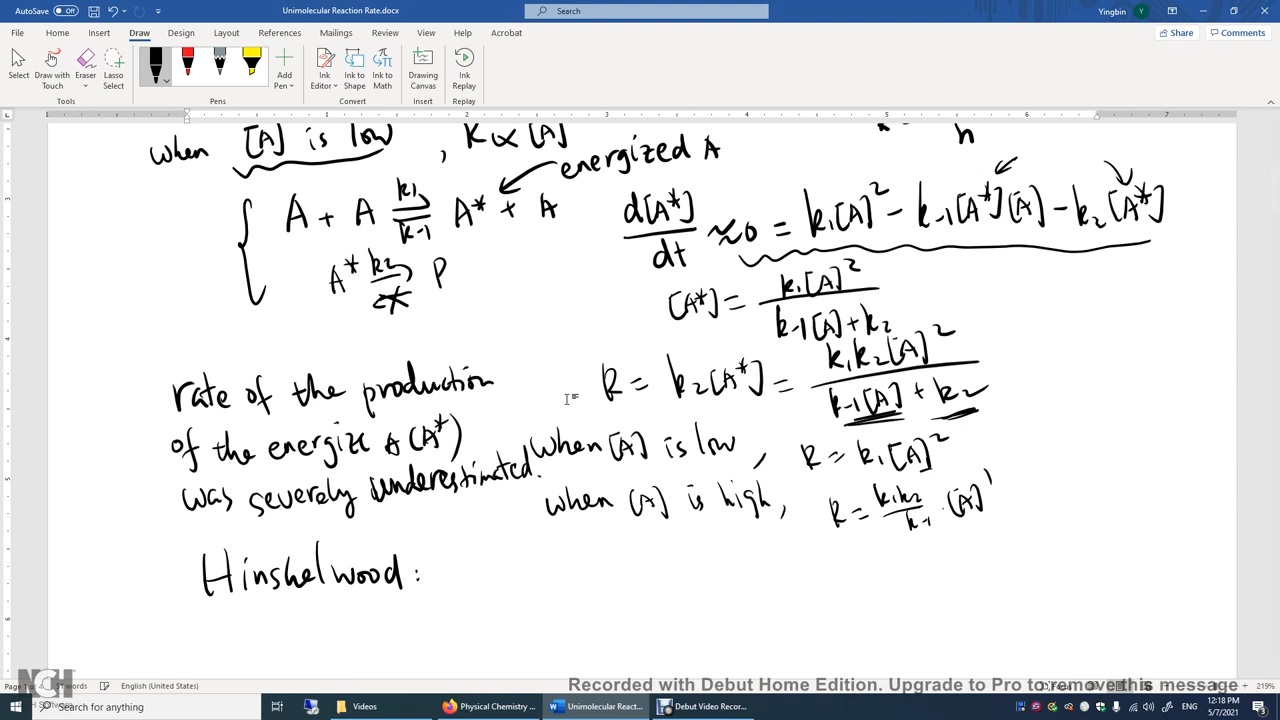 AutoSave Off
Unimolecular Reaction Rate.docx
Search
Yingbin Y
File Home Insert Draw Design Layout References Mailings Review View Help Acrobat
Share Comments
Select
Draw with Touch
Eraser
Lasso Select
Add Pen
Ink Editor
Ink to Shape
Ink to Math
Drawing Canvas
Ink Replay
Tools Pens Convert Insert Replay
when [A] is low, k ∝ [A]
energized A
A + A k1/k-1 A* + A
d[A*]/dt ≈ 0 = k1[A]² - k-1[A*][A] - k2[A*]
A* k2 P
[A*] = k1[A]² / k-1[A] + k2
R = k2[A*] = k1k2[A]² / k-1[A] + k2
rate of the production
of the energize A (A*)
was severely underestimated.
when [A] is low, R = k1[A]²
when [A] is high, R = k1k2/k-1 · [A]¹
Hinshelwood:
NCH Software
English (United States)
Recorded with Debut Home Edition. Upgrade to Pro to remove this message
219%
Search for anything
Videos
Physical Chemistry ...
Unimolecular React...
Debut Video Recor...
12:18 PM
5/7/2021